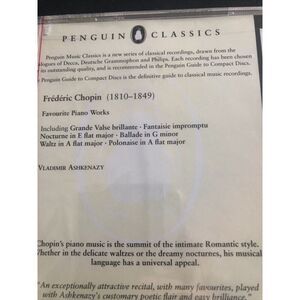 PENGUIN CLASSICS
Penguin Music Classics is a new series of classical recordings, drawn from the
alogues of Decca, Deutsche Grammophon and Philips. Each recording has been chosen
its outstanding quality, and is recommended in the Penguin Guide to Compact Discs.
Penguin Guide to Compact Discs is the definitive guide to classical music recordings.
Frédéric Chopin (1810–1849)
Favourite Piano Works
Including Grande Valse brillante · Fantaisie impromptu
Nocturne in E flat major · Ballade in G minor
Waltz in A flat major · Polonaise in A flat major
VLADIMIR ASHKENAZY
Chopin's piano music is the summit of the intimate Romantic style.
Whether in the delicate waltzes or the dreamy nocturnes, his musical
language has a universal appeal.
"An exceptionally attractive recital, with many favourites, played
with Ashkenazy's customary poetic flair and easy brilliance."